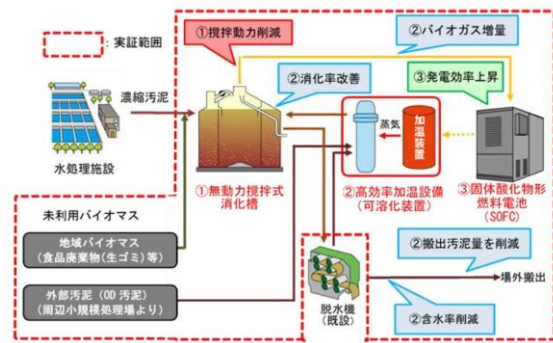 ：実証範囲
①撹拌動力削減
②バイオガス増量
②消化率改善
③発電効率上昇
濃縮汚泥
水処理施設
蒸気
加温
装置
①無動力撹拌式
消化槽
②高効率加温設備
(可溶化装置)
③固体酸化物形
燃料電池
(SOFC)
未利用バイオマス
地域バイオマス
(食品廃棄物(生ゴミ)等)
外部汚泥(OD汚泥)
(周辺小規模処理場より)
脱水機
(既設)
②搬出汚泥量を削減
場外搬出
②含水率削減